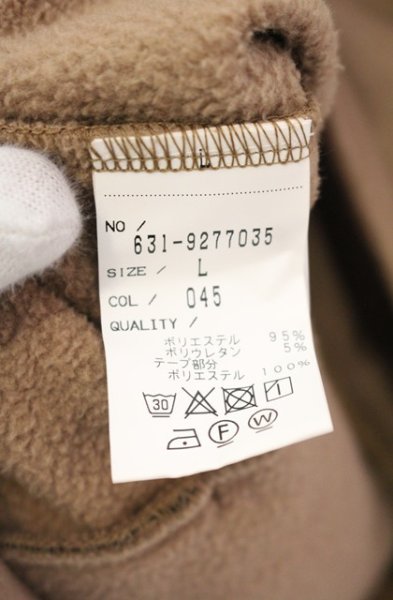 L
NO /
631-9277035
SIZE / L
COL / 045
QUALITY /
ポリエステル 95%
ポリウレタン 5%
テープ部分
ポリエステル 100%
30
F W